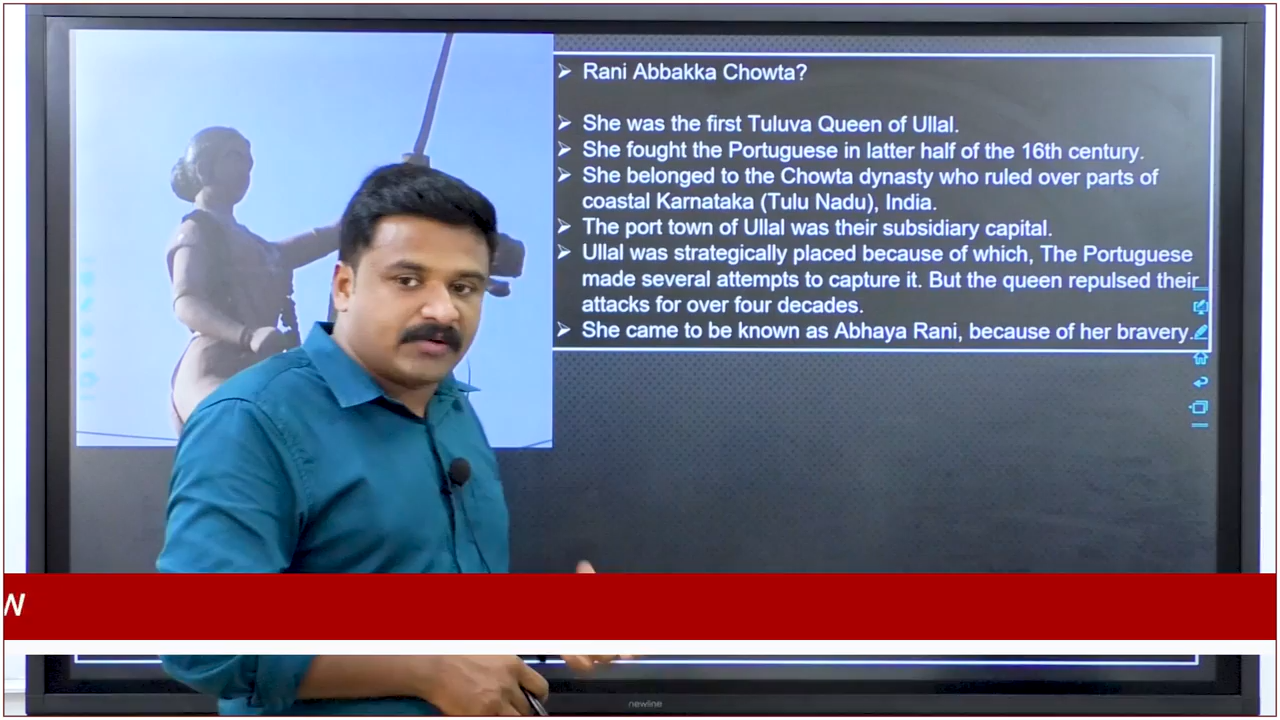 ➢ Rani Abbakka Chowta?
➢ She was the first Tuluva Queen of Ullal.
➢ She fought the Portuguese in latter half of the 16th century.
➢ She belonged to the Chowta dynasty who ruled over parts of
coastal Karnataka (Tulu Nadu), India.
➢ The port town of Ullal was their subsidiary capital.
➢ Ullal was strategically placed because of which, The Portuguese
made several attempts to capture it. But the queen repulsed their
attacks for over four decades.
➢ She came to be known as Abhaya Rani, because of her bravery.
N
newline